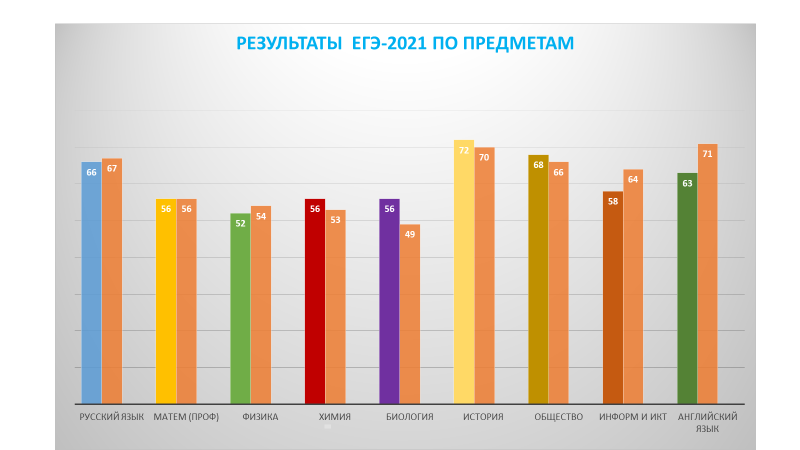 РЕЗУЛЬТАТЫ ЕГЭ-2021 ПО ПРЕДМЕТАМ
66 67 56 56 52 54 56 53 56 49 72 70 68 66 58 64 63 71
РУССКИЙ ЯЗЫК МАТЕМ (ПРОФ) ФИЗИКА ХИМИЯ БИОЛОГИЯ ИСТОРИЯ ОБЩЕСТВО ИНФОРМ И ИКТ АНГЛИЙСКИЙ
ЯЗЫК